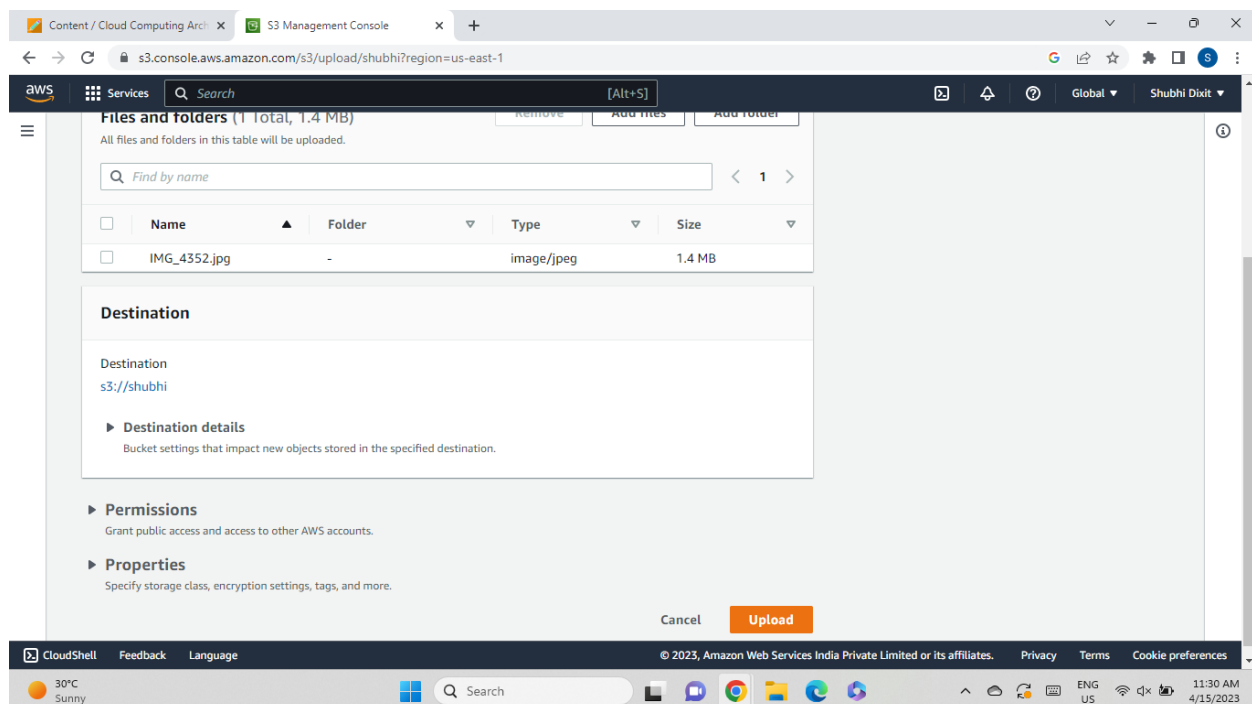 Content / Cloud Computing Arch
S3 Management Console
s3.console.aws.amazon.com/s3/upload/shubhi?region=us-east-1
G
S
aws
Services
Search
[Alt+S]
Global
Shubhi Dixit
Files and folders (1 Total, 1.4 MB)
Remove
Add files
Add folder
All files and folders in this table will be uploaded.
Find by name
1
Name Folder Type Size
IMG_4352.jpg - image/jpeg 1.4 MB
Destination
Destination
s3://shubhi
Destination details
Bucket settings that impact new objects stored in the specified destination.
Permissions
Grant public access and access to other AWS accounts.
Properties
Specify storage class, encryption settings, tags, and more.
Cancel
Upload
CloudShell Feedback Language
© 2023, Amazon Web Services India Private Limited or its affiliates. Privacy Terms Cookie preferences
30°C
Sunny
Search
ENG
US
11:30 AM
4/15/2023